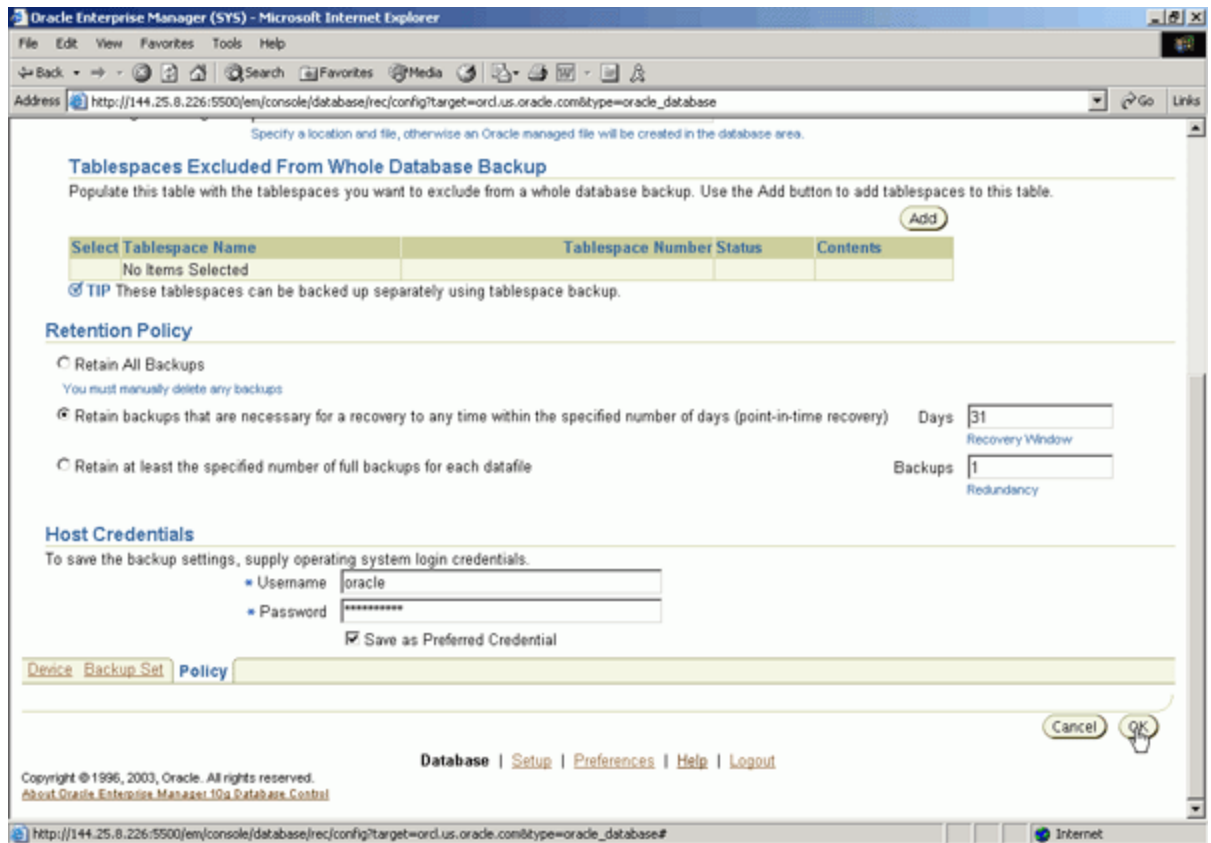 Oracle Enterprise Manager (SYS) - Microsoft Internet Explorer
File Edit View Favorites Tools Help
Back Search Favorites Media
Address http://144.25.8.226:5500/em/console/database/rec/config?target=orcl.us.oracle.com&type=oracle_database Go Links
Specify a location and file, otherwise an Oracle managed file will be created in the database area.
Tablespaces Excluded From Whole Database Backup
Populate this table with the tablespaces you want to exclude from a whole database backup. Use the Add button to add tablespaces to this table.
Add
Select Tablespace Name Tablespace Number Status Contents
No Items Selected
TIP These tablespaces can be backed up separately using tablespace backup.
Retention Policy
Retain All Backups
You must manually delete any backups
Retain backups that are necessary for a recovery to any time within the specified number of days (point-in-time recovery) Days 31
Recovery Window
Retain at least the specified number of full backups for each datafile Backups 1
Redundancy
Host Credentials
To save the backup settings, supply operating system login credentials.
* Username oracle
* Password **********
Save as Preferred Credential
Device Backup Set Policy
Cancel OK
Database | Setup | Preferences | Help | Logout
Copyright © 1996, 2003, Oracle. All rights reserved.
About Oracle Enterprise Manager 10g Database Control
http://144.25.8.226:5500/em/console/database/rec/config?target=orcl.us.oracle.com&type=oracle_database# Internet